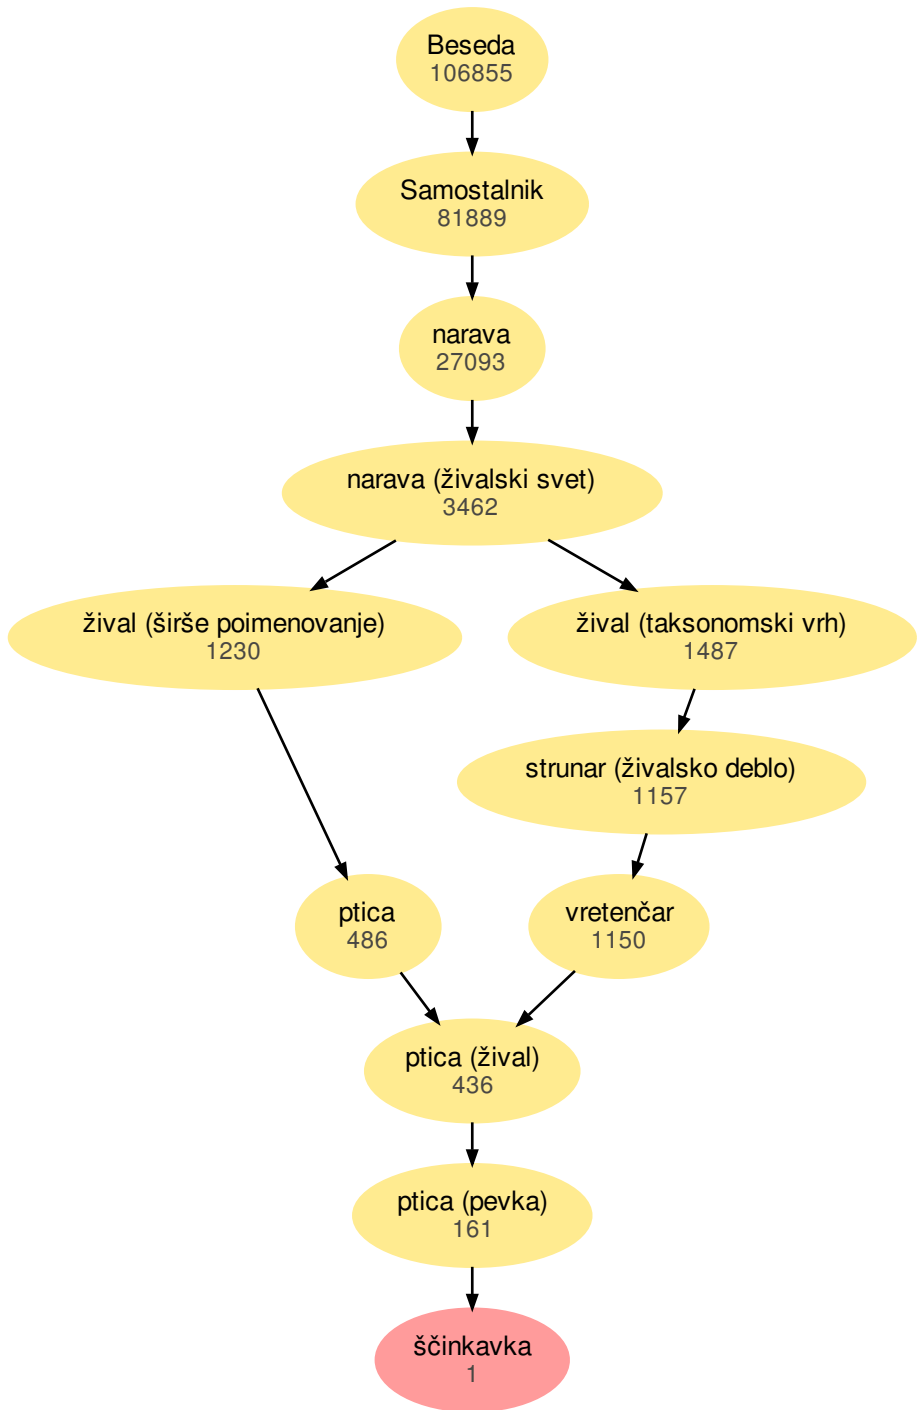 Beseda
106855
Samostalnik
81889
narava
27093
narava (živalski svet)
3462
žival (širše poimenovanje)
1230
žival (taksonomski vrh)
1487
strunar (živalsko deblo)
1157
ptica
486
vretenčar
1150
ptica (žival)
436
ptica (pevka)
161
ščinkavka
1